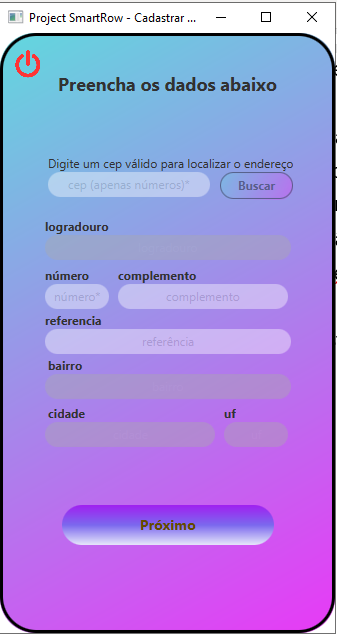 Project SmartRow - Cadastrar ...
Preencha os dados abaixo
Digite um cep válido para localizar o endereço
cep (apenas números)* Buscar
logradouro
número complemento
número* complemento
referencia
referência
bairro
cidade uf
Próximo